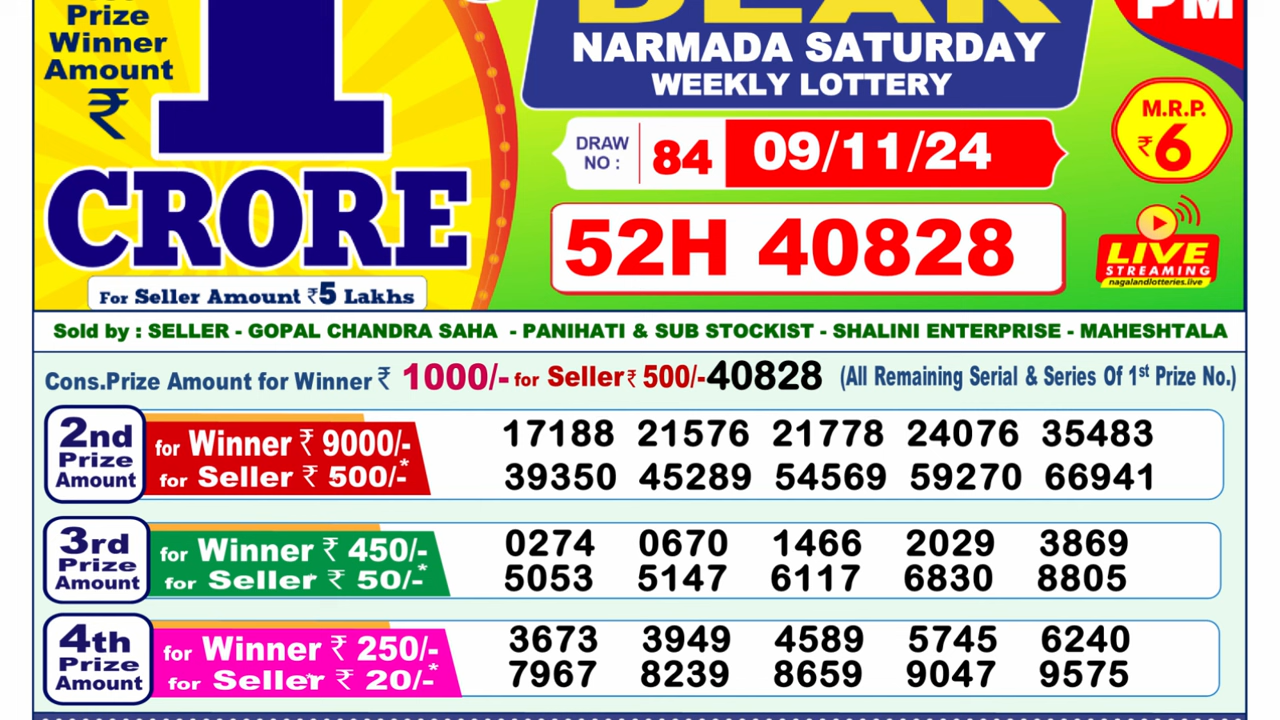 Prize
Winner
Amount
₹
1
CRORE
For Seller Amount ₹5 Lakhs
DEAR
NARMADA SATURDAY
WEEKLY LOTTERY
PM
DRAW NO : 84 09/11/24
M.R.P.
₹6
52H 40828
LIVE
STREAMING
nagalandlotteries.live
Sold by : SELLER - GOPAL CHANDRA SAHA - PANIHATI & SUB STOCKIST - SHALINI ENTERPRISE - MAHESHTALA
Cons.Prize Amount for Winner ₹ 1000/- for Seller ₹ 500/- 40828 (All Remaining Serial & Series Of 1st Prize No.)
2nd
Prize
Amount
for Winner ₹ 9000/-
for Seller ₹ 500/-*
17188 21576 21778 24076 35483
39350 45289 54569 59270 66941
3rd
Prize
Amount
for Winner ₹ 450/-
for Seller ₹ 50/-*
0274 0670 1466 2029 3869
5053 5147 6117 6830 8805
4th
Prize
Amount
for Winner ₹ 250/-
for Seller ₹ 20/-*
3673 3949 4589 5745 6240
7967 8239 8659 9047 9575